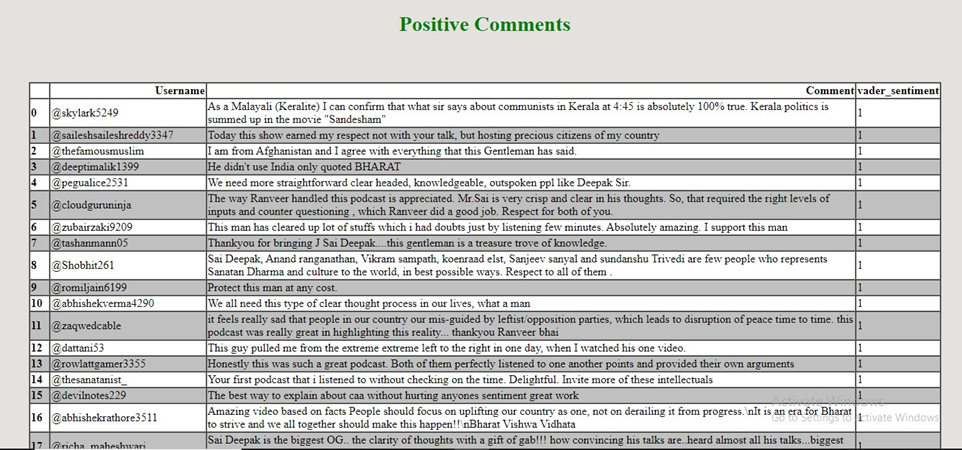 Positive Comments
Username Comment vader_sentiment
0 @skylark5249 As a Malayali (Keralite) I can confirm that what sir says about communists in Kerala at 4:45 is absolutely 100% true. Kerala politics is
summed up in the movie "Sandesham" 1
1 @saileshsaileshreddy3347 Today this show earned my respect not with your talk, but hosting precious citizens of my country 1
2 @thefamousmuslim I am from Afghanistan and I agree with everything that this Gentleman has said. 1
3 @deeptimalik1399 He didn't use India only quoted BHARAT 1
4 @pegualice2531 We need more straightforward clear headed, knowledgeable, outspoken ppl like Deepak Sir. 1
5 @cloudguruninja The way Ranveer handled this podcast is appreciated. Mr.Sai is very crisp and clear in his thoughts. So, that required the right levels of
inputs and counter questioning , which Ranveer did a good job. Respect for both of you. 1
6 @zubairzaki9209 This man has cleared up lot of stuffs which i had doubts just by listening few minutes. Absolutely amazing. I support this man 1
7 @tashanmann05 Thankyou for bringing J Sai Deepak....this gentleman is a treasure trove of knowledge. 1
8 @Shobhit261 Sai Deepak, Anand ranganathan, Vikram sampath, koenraad elst, Sanjeev sanyal and sundanshu Trivedi are few people who represents
Sanatan Dharma and culture to the world, in best possible ways. Respect to all of them . 1
9 @romiljain6199 Protect this man at any cost. 1
10 @abhishekverma4290 We all need this type of clear thought process in our lives, what a man 1
11 @zaqwedcable it feels really sad that people in our country our mis-guided by leftist/opposition parties, which leads to disruption of peace time to time. this
podcast was really great in highlighting this reality... thankyou Ranveer bhai 1
12 @dattani53 This guy pulled me from the extreme extreme left to the right in one day, when I watched his one video. 1
13 @rowlattgamer3355 Honestly this was such a great podcast. Both of them perfectly listened to one another points and provided their own arguments 1
14 @thesanatanist_ Your first podcast that i listened to without checking on the time. Delightful. Invite more of these intellectuals 1
15 @devilnotes229 The best way to explain about caa without hurting anyones sentiment great work 1
Activate Windows
16 @abhishekrathore3511 Amazing video based on facts People should focus on uplifting our country as one, not on derailing it from progress.\nIt is an era for Bharat
to strive and we all together should make this happen!!\nBharat Vishwa Vidhata 1
Go to Settings to activate Windows
17 @richa_maheshwari Sai Deepak is the biggest OG.. the clarity of thoughts with a gift of gab!!! how convincing his talks are..heard almost all his talks...biggest 1